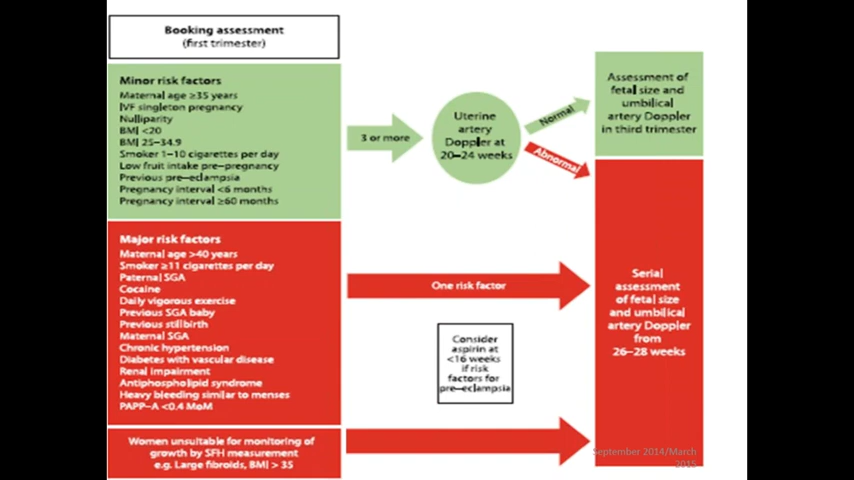 Booking assessment
(first trimester)
Minor risk factors
Maternal age ≥35 years
IVF singleton pregnancy
Nulliparity
BMI <20
BMI 25–34.9
Smoker 1–10 cigarettes per day
Low fruit intake pre-pregnancy
Previous pre-eclampsia
Pregnancy interval <6 months
Pregnancy interval ≥60 months
3 or more
Uterine
artery
Doppler at
20–24 weeks
Normal
Abnormal
Assessment of
fetal size and
umbilical
artery Doppler
in third trimester
Major risk factors
Maternal age >40 years
Smoker ≥11 cigarettes per day
Paternal SGA
Cocaine
Daily vigorous exercise
Previous SGA baby
Previous stillbirth
Maternal SGA
Chronic hypertension
Diabetes with vascular disease
Renal impairment
Antiphospholipid syndrome
Heavy bleeding similar to menses
PAPP-A <0.4 MoM
One risk factor
Consider
aspirin at
<16 weeks
if risk
factors for
pre-eclampsia
Serial
assessment
of fetal size
and umbilical
artery Doppler
from
26–28 weeks
Women unsuitable for monitoring of
growth by SFH measurement
e.g. Large fibroids, BMI > 35
September 2014/March
2015